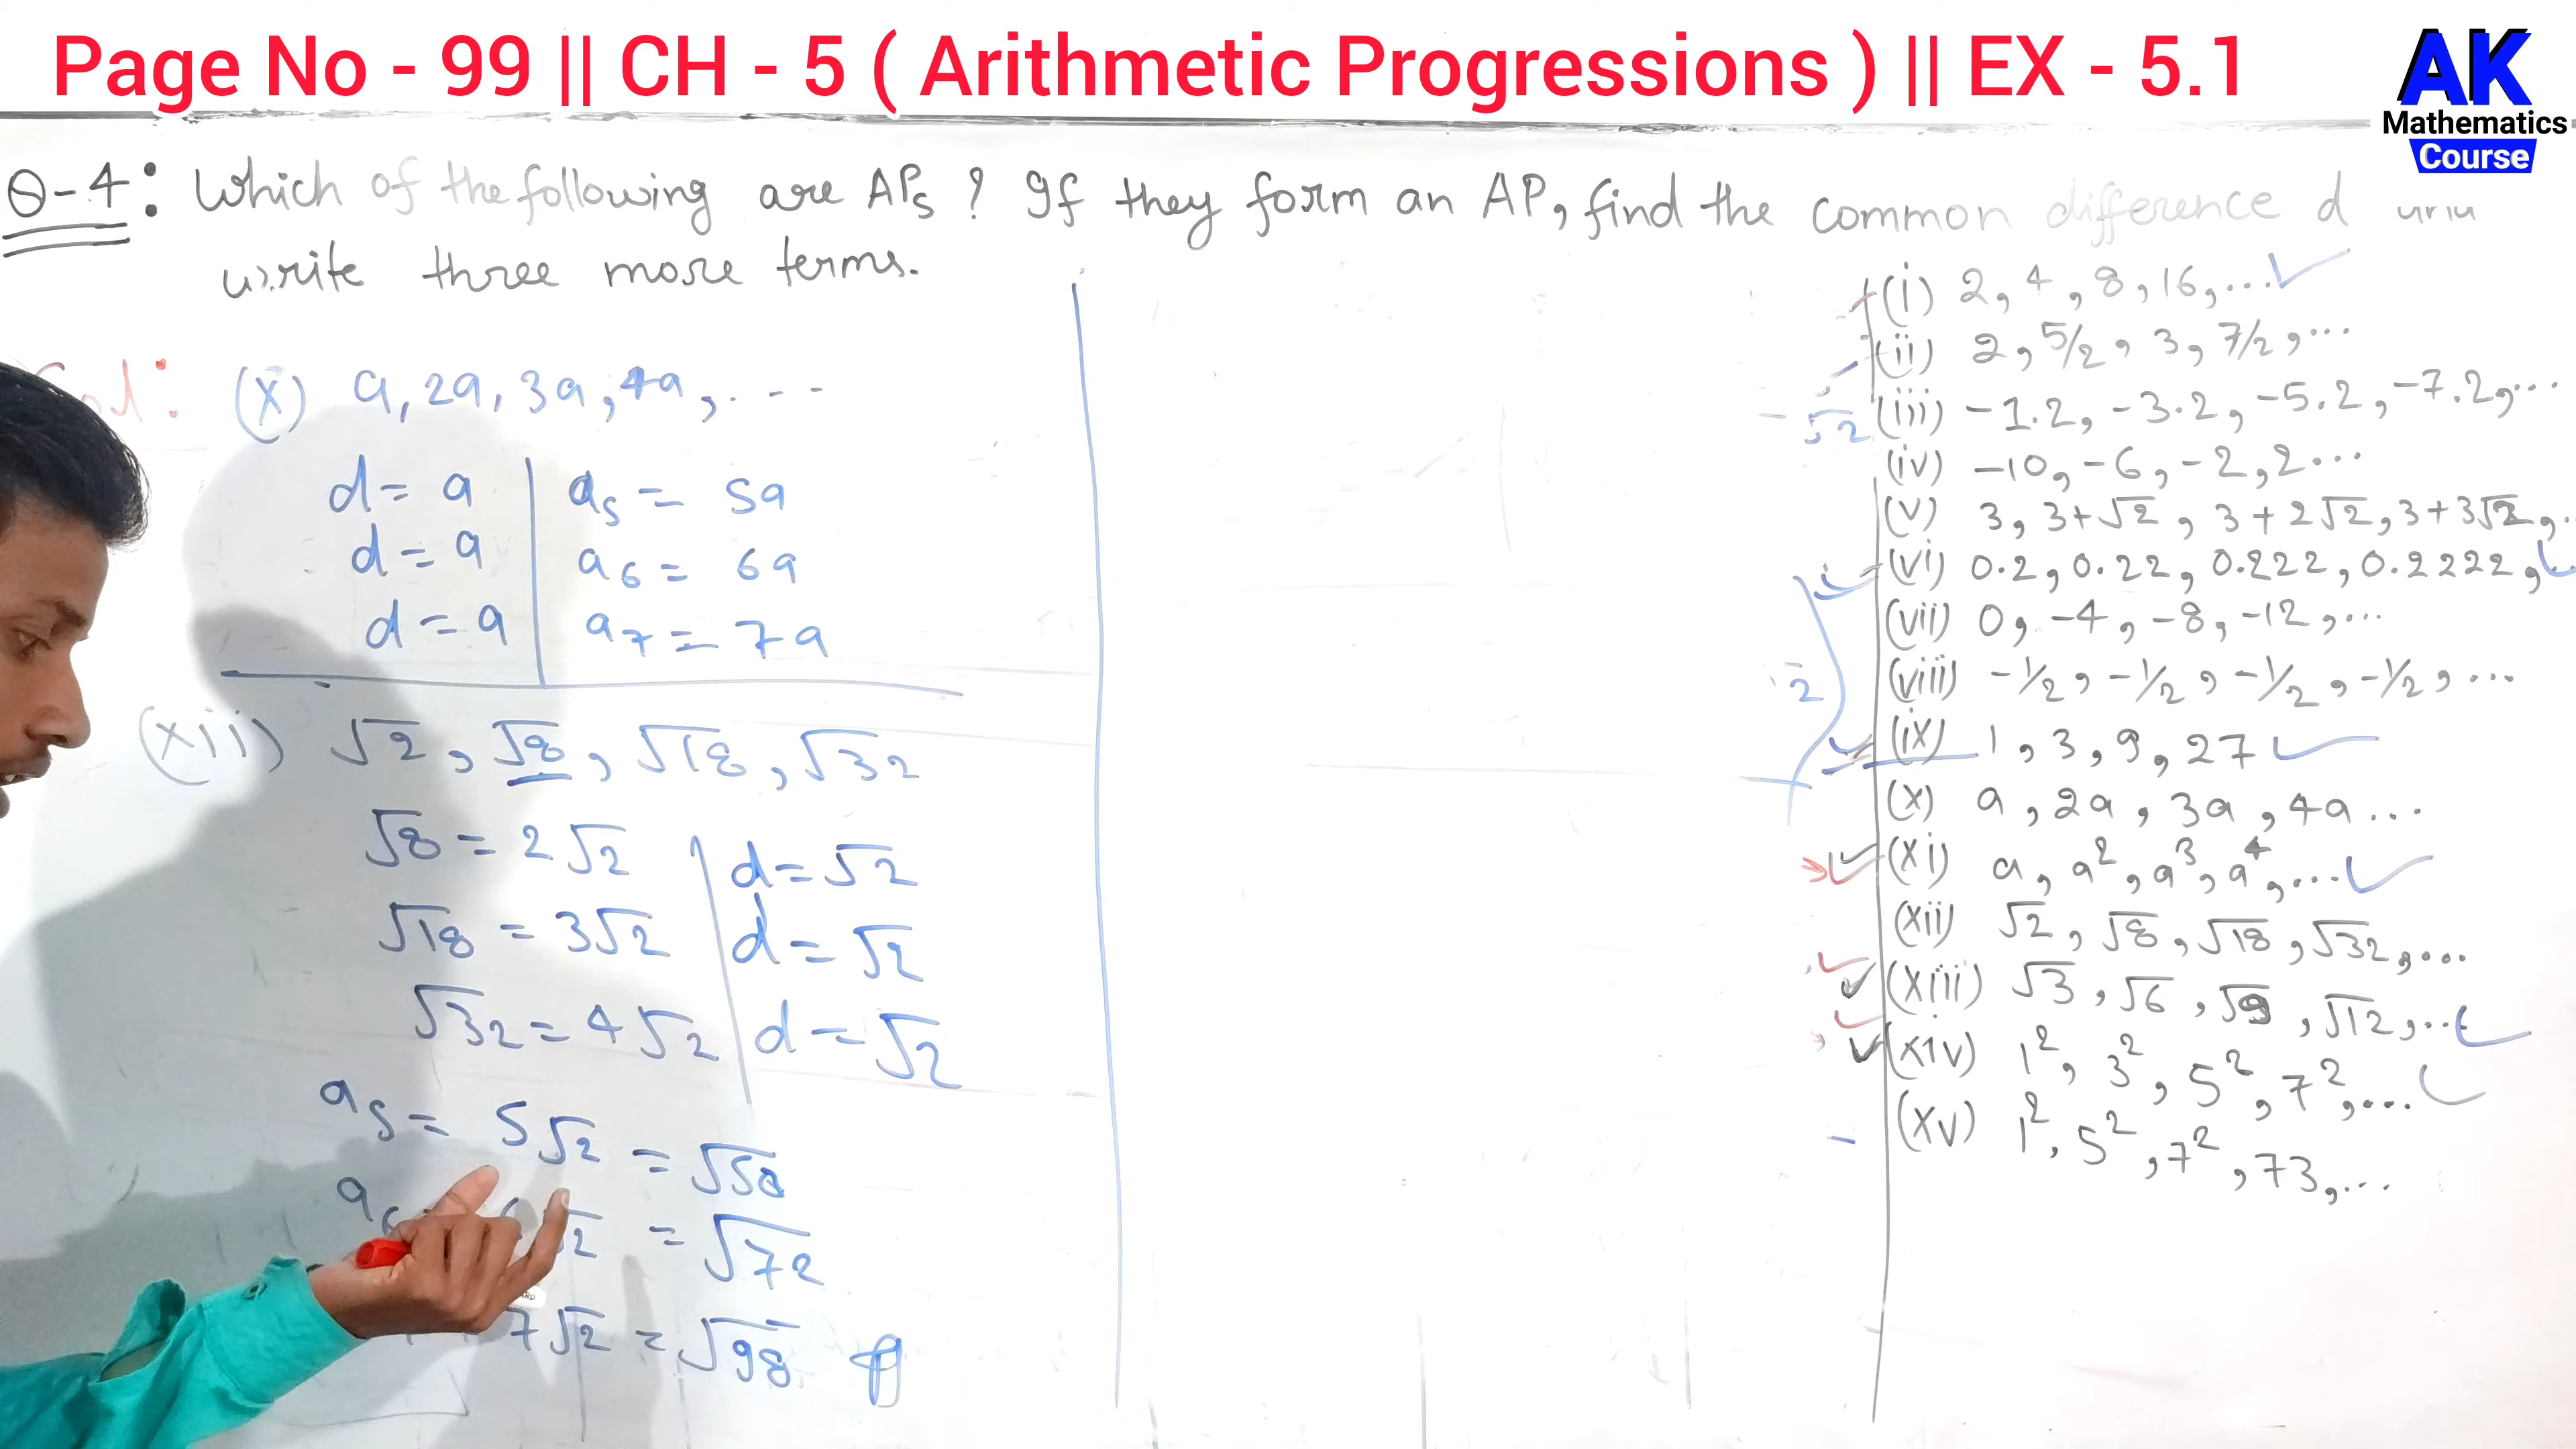 Page No - 99 || CH - 5 ( Arithmetic Progressions ) || EX - 5.1
AK
Mathematics
Course
Q-4: Which of the following are APs ? If they form an AP, find the common difference d
write three more terms.
Sol:
(x) a, 2a, 3a, 4a, ...
d = a | a5 = 5a
d = a | a6 = 6a
d = a | a7 = 7a
(xii) √2, √8, √18, √32
√8 = 2√2 | d = √2
√18 = 3√2 | d = √2
√32 = 4√2 | d = √2
a5 = 5√2 = √50
√2 = √72
7√2 = √98
(i) 2, 4, 8, 16, ...
(ii) 2, 5/2, 3, 7/2, ...
√2
(iii) -1.2, -3.2, -5.2, -7.2, ...
(iv) -10, -6, -2, 2...
(v) 3, 3+√2, 3+2√2, 3+3√2, .
(vi) 0.2, 0.22, 0.222, 0.2222,
(vii) 0, -4, -8, -12, ...
2
(viii) -1/2, -1/2, -1/2, -1/2, ...
(ix) 1, 3, 9, 27
(x) a, 2a, 3a, 4a...
(xi) a, a², a³, a⁴, ...
(xii) √2, √8, √18, √32, ...
(xiii) √3, √6, √9, √12, ...
(xiv) 1², 3², 5², 7², ...
(xv) 1², 5², 7², 73, ...